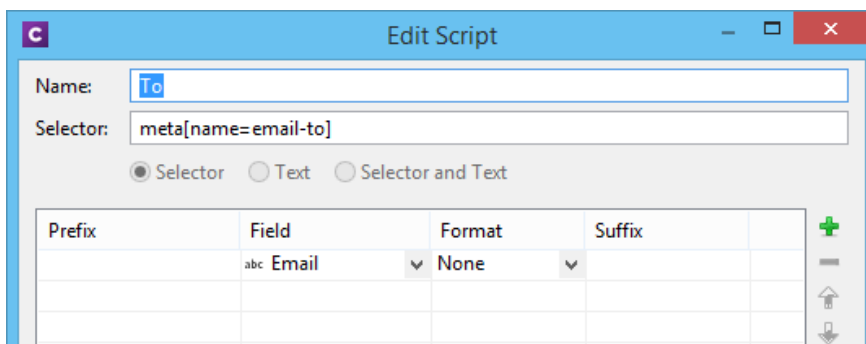 C
Edit Script
Name: To
Selector: meta[name=email-to]
Selector Text Selector and Text
Prefix Field Format Suffix
abc Email None